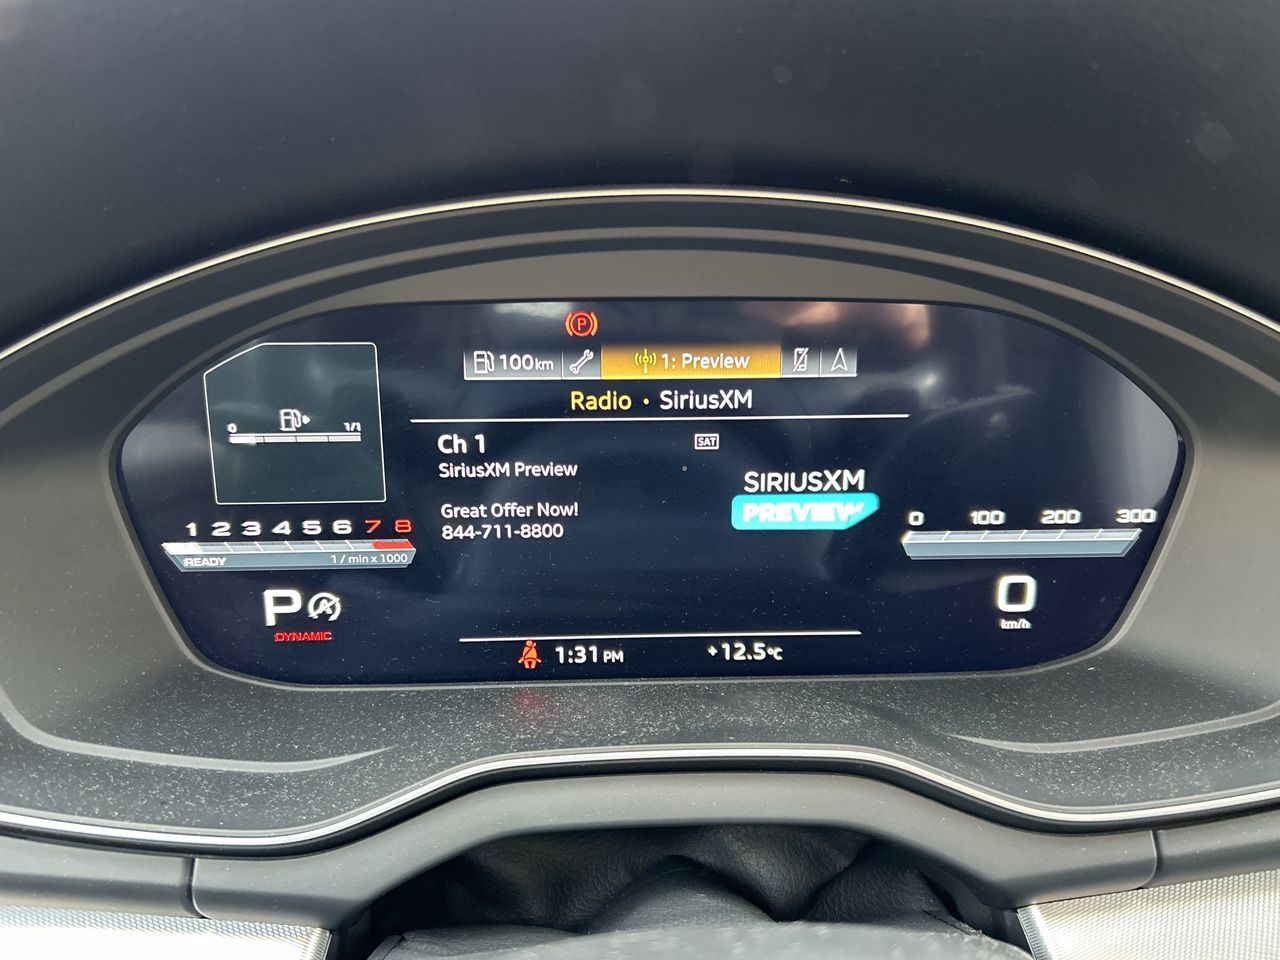 P
100 km
1: Preview
Radio • SiriusXM
0 1/1
Ch 1
SAT
SiriusXM Preview
SIRIUSXM
PREVIEW
Great Offer Now!
844-711-8800
1 2 3 4 5 6 7 8
READY 1 / min x 1000
0 100 200 300
P A
DYNAMIC
0
km/h
1:31 PM
+12.5°C